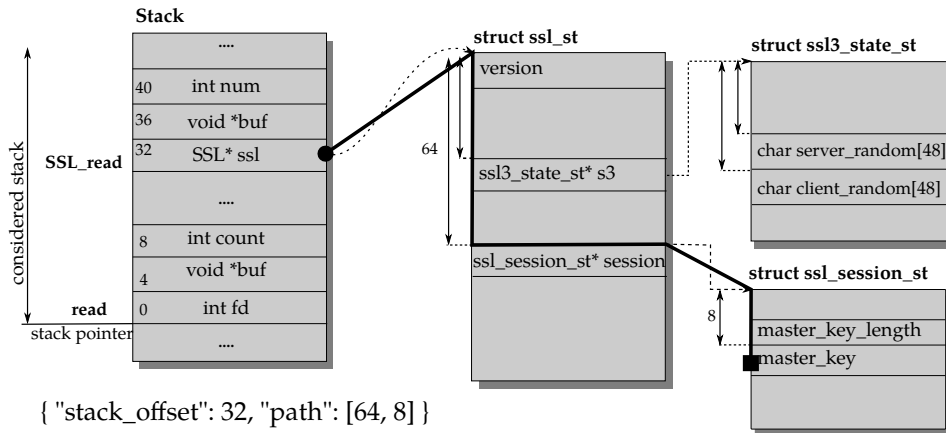 Stack
....
40 int num
36 void *buf
32 SSL* ssl
SSL_read
....
8 int count
4 void *buf
read
0 int fd
stack pointer
....
considered stack
struct ssl_st
version
64
ssl3_state_st* s3
ssl_session_st* session
struct ssl3_state_st
char server_random[48]
char client_random[48]
struct ssl_session_st
8
master_key_length
master_key
{ "stack_offset": 32, "path": [64, 8] }